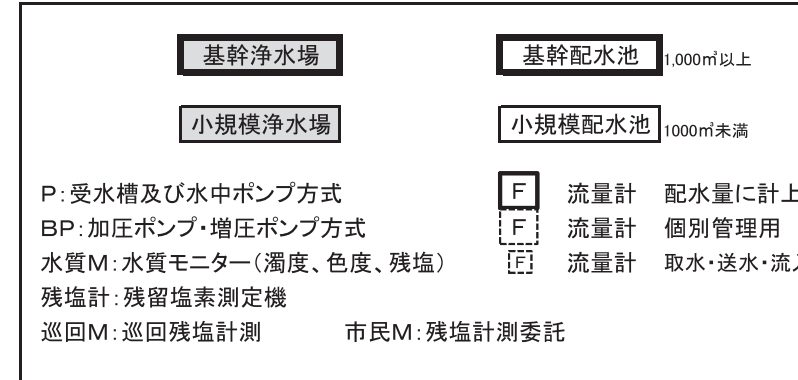 基幹浄水場 基幹配水池 1,000㎥以上
小規模浄水場 小規模配水池 1000㎥未満
P:受水槽及び水中ポンプ方式 F 流量計 配水量に計上
BP:加圧ポンプ・増圧ポンプ方式 F 流量計 個別管理用
水質M:水質モニター(濁度、色度、残塩) F 流量計 取水・送水・流入
残塩計:残留塩素測定機
巡回M:巡回残塩計測 市民M:残塩計測委託